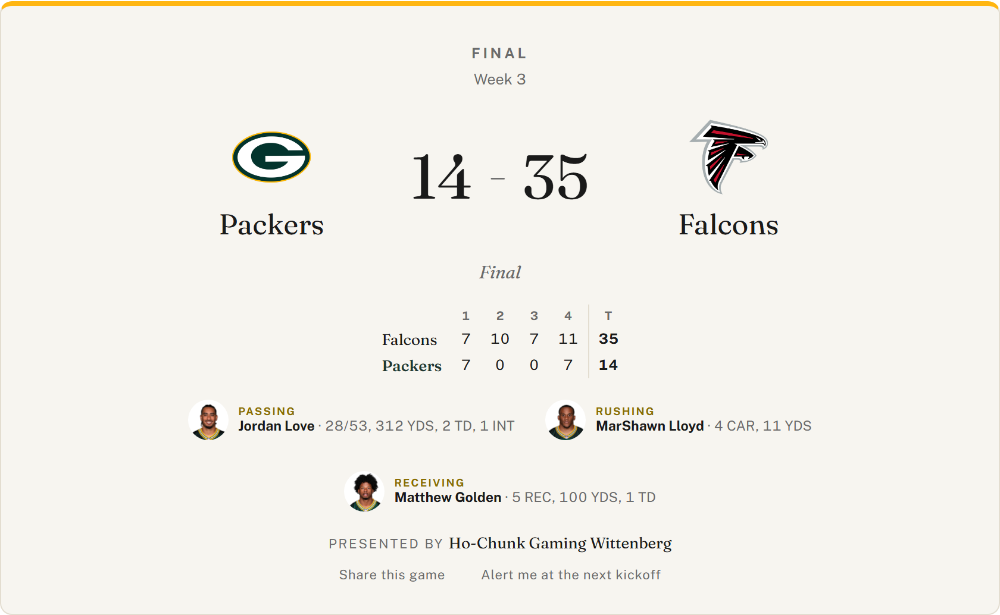 FINAL
Week 3
14 – 35
Packers
Falcons
Final
1 2 3 4 T
Falcons 7 10 7 11 35
Packers 7 0 0 7 14
PASSING
Jordan Love · 28/53, 312 YDS, 2 TD, 1 INT
RUSHING
MarShawn Lloyd · 4 CAR, 11 YDS
RECEIVING
Matthew Golden · 5 REC, 100 YDS, 1 TD
PRESENTED BY Ho-Chunk Gaming Wittenberg
Share this game
Alert me at the next kickoff